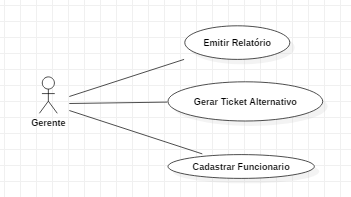 Emitir Relatório
Gerar Ticket Alternativo
Gerente
Cadastrar Funcionario